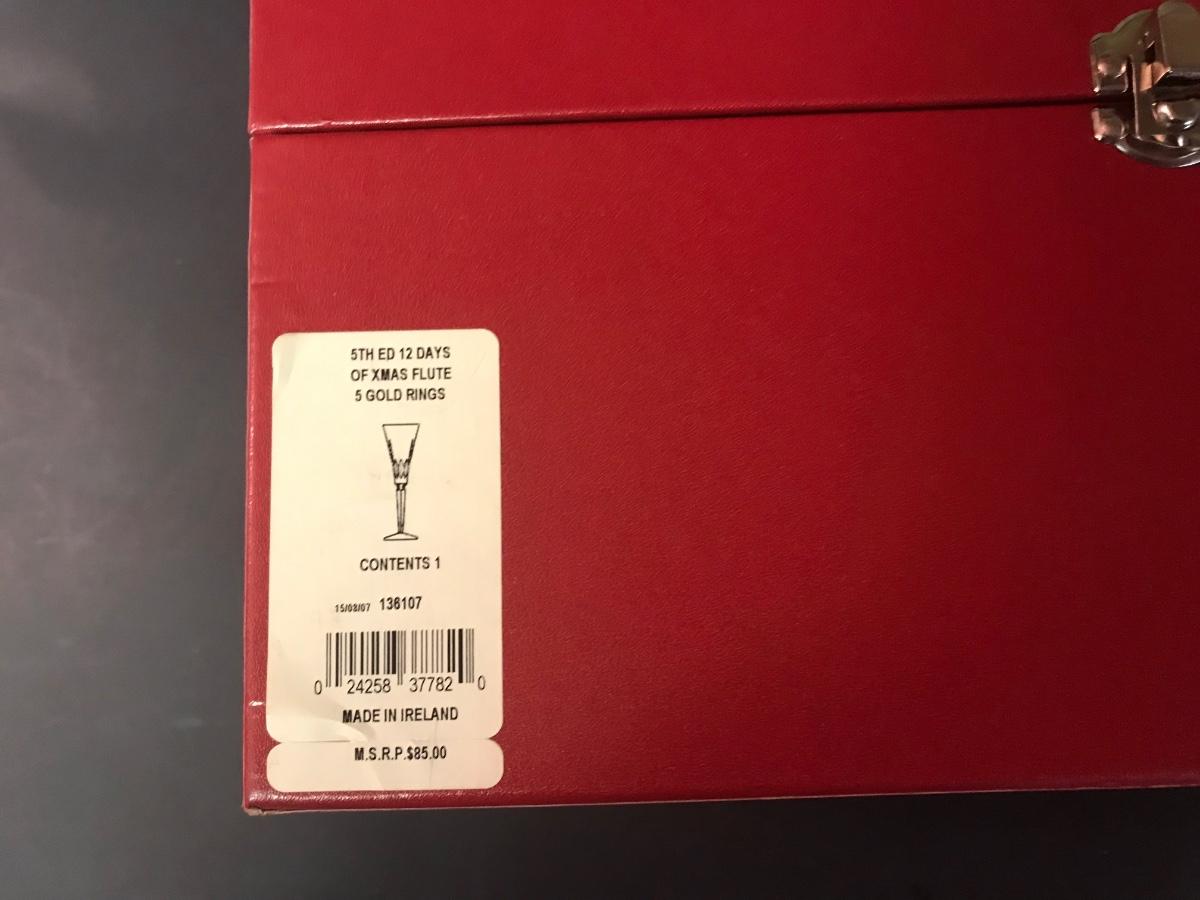 5TH ED 12 DAYS
OF XMAS FLUTE
5 GOLD RINGS
CONTENTS 1
15/08/07 136107
0 24258 37782 0
MADE IN IRELAND
M.S.R.P.$85.00